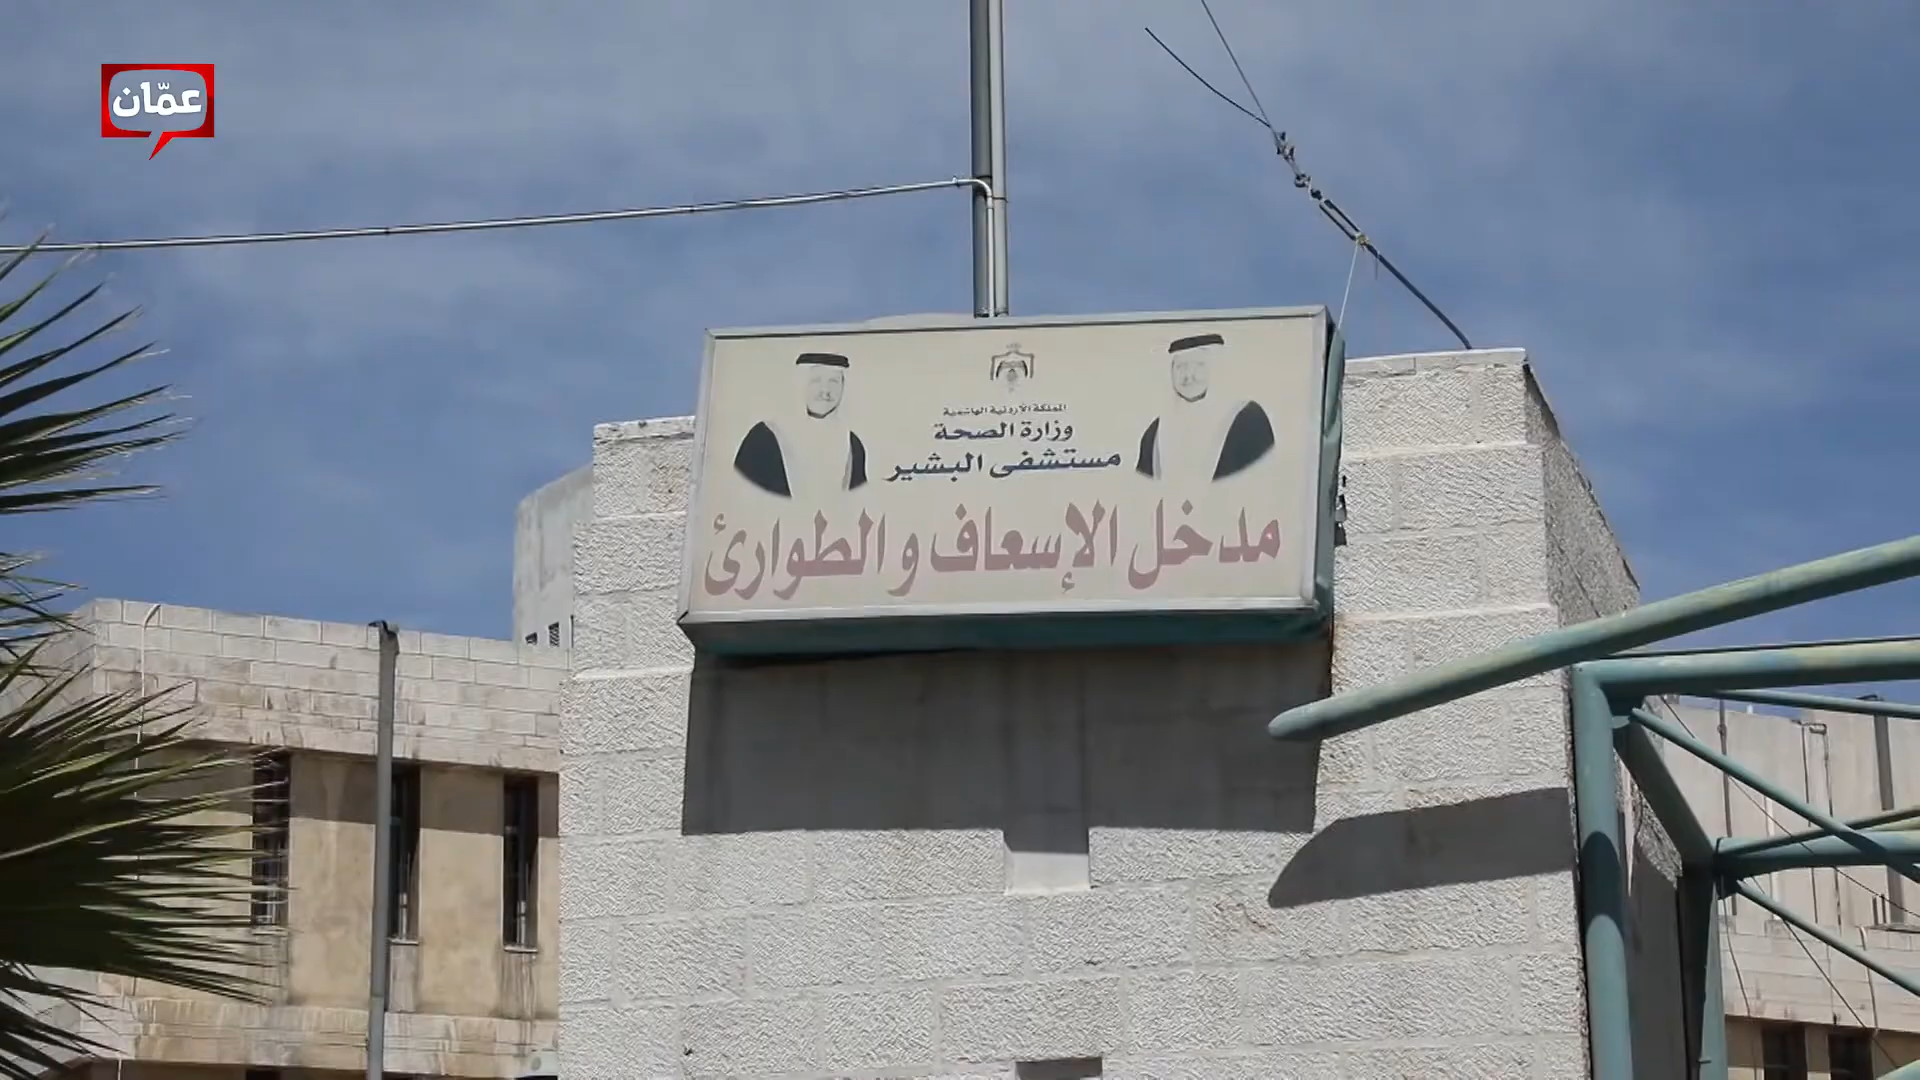 عمّان
المملكة الأردنية الهاشمية
وزارة الصحة
مستشفى البشير
مدخل الإسعاف و الطوارئ